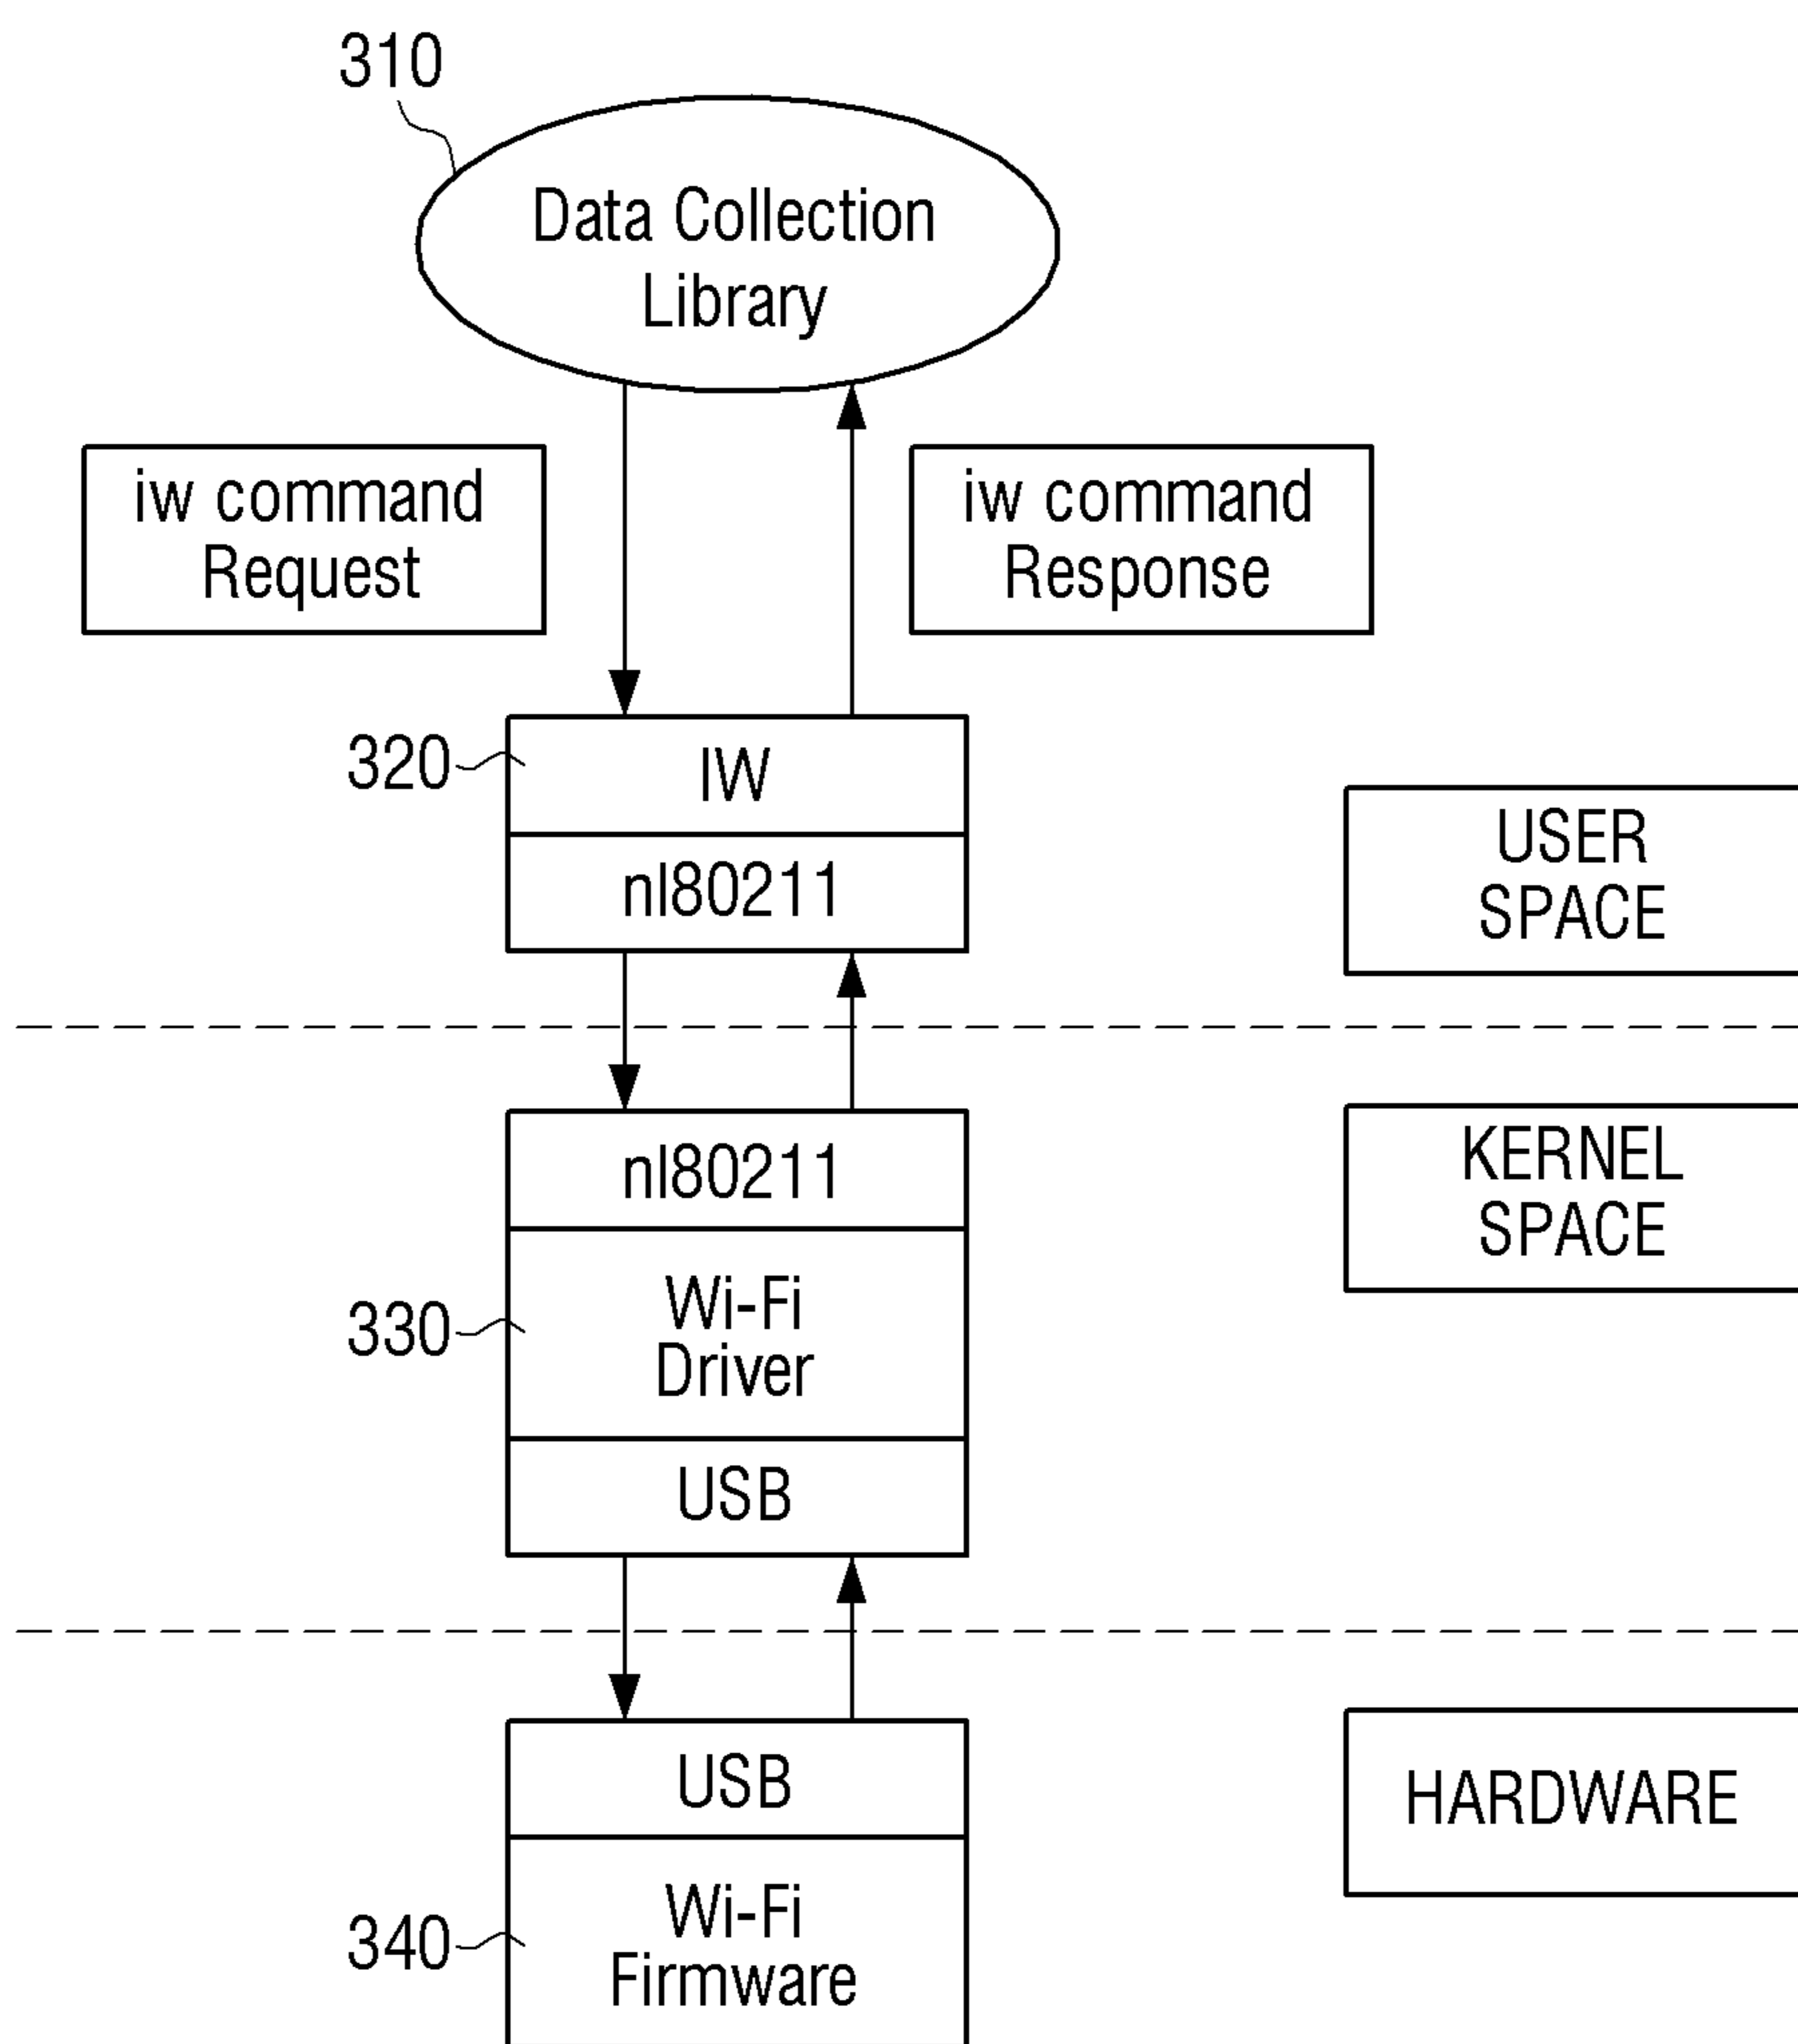 310
Data Collection
Library
iw command
Request
iw command
Response
320
IW
nl80211
USER
SPACE
nl80211
KERNEL
SPACE
330
Wi-Fi
Driver
USB
USB
HARDWARE
340
Wi-Fi
Firmware